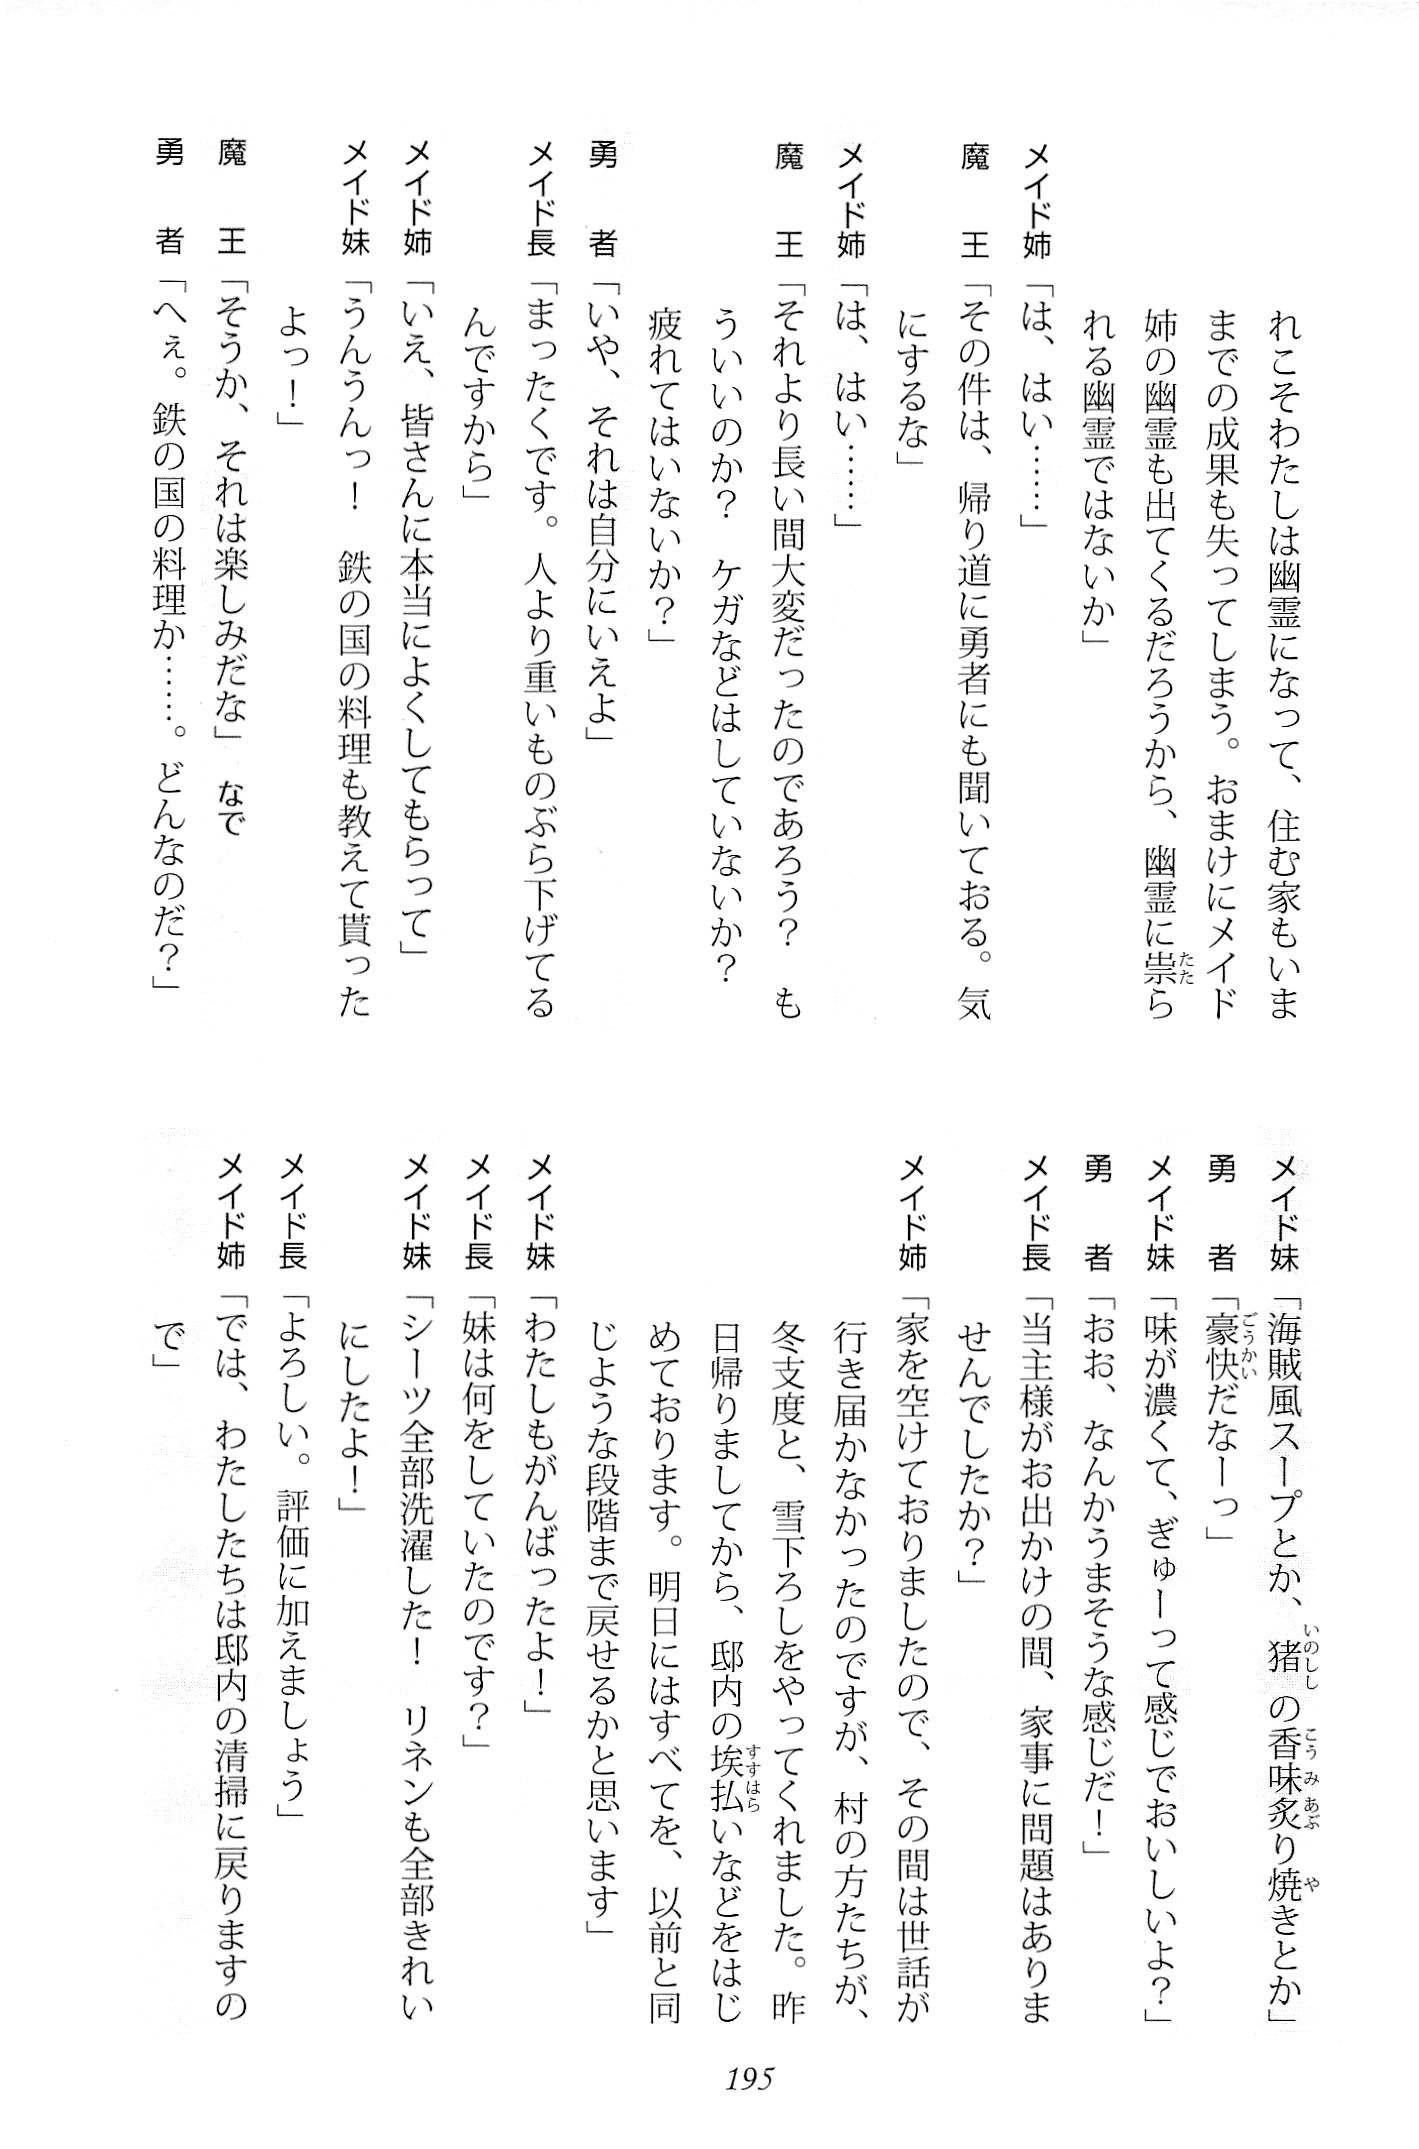 れこそわたしは幽霊になって、住む家もいま
までの成果も失ってしまう。おまけにメイド
姉の幽霊も出てくるだろうから、幽霊に祟ら
れる幽霊ではないか」
メイド姉「は、はい……」
魔　王「その件は、帰り道に勇者にも聞いておる。気
にするな」
メイド姉「は、はい……」
魔　王「それより長い間大変だったのであろう？　も
ういいのか？　ケガなどはしていないか？
疲れてはいないか？」
勇　者「いや、それは自分にいえよ」
メイド長「まったくです。人より重いものぶら下げてる
んですから」
メイド姉「いえ、皆さんに本当によくしてもらって」
メイド妹「うんうんっ！　鉄の国の料理も教えて貰った
よっ！」
魔　王「そうか、それは楽しみだな」　なで
勇　者「へぇ。鉄の国の料理か……。どんなのだ？」
メイド妹「海賊風スープとか、猪の香味炙り焼きとか」
勇　者「豪快だなーっ」
メイド妹「味が濃くて、ぎゅーって感じでおいしいよ？」
勇　者「おお、なんかうまそうな感じだ！」
メイド長「当主様がお出かけの間、家事に問題はありま
せんでしたか？」
メイド姉「家を空けておりましたので、その間は世話が
行き届かなかったのですが、村の方たちが、
冬支度と、雪下ろしをやってくれました。昨
日帰りましてから、邸内の埃払いなどをはじ
めております。明日にはすべてを、以前と同
じような段階まで戻せるかと思います」
メイド妹「わたしもがんばったよ！」
メイド長「妹は何をしていたのです？」
メイド妹「シーツ全部洗濯した！　リネンも全部きれい
にしたよ！」
メイド長「よろしい。評価に加えましょう」
メイド姉「では、わたしたちは邸内の清掃に戻りますの
で」
195